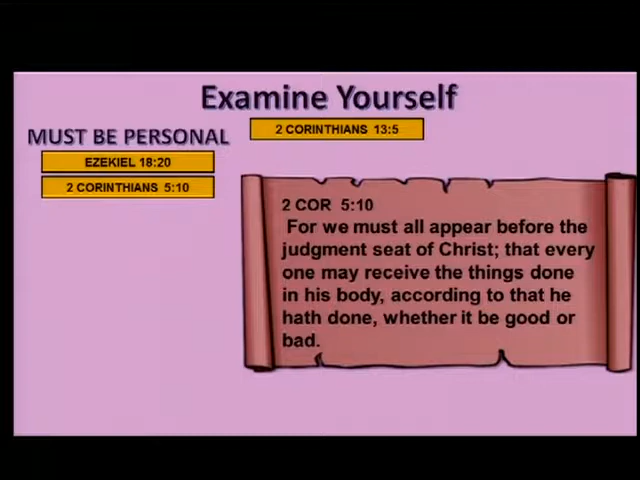 Examine Yourself
MUST BE PERSONAL
2 CORINTHIANS 13:5
EZEKIEL 18:20
2 CORINTHIANS 5:10
2 COR 5:10
For we must all appear before the
judgment seat of Christ; that every
one may receive the things done
in his body, according to that he
hath done, whether it be good or
bad.